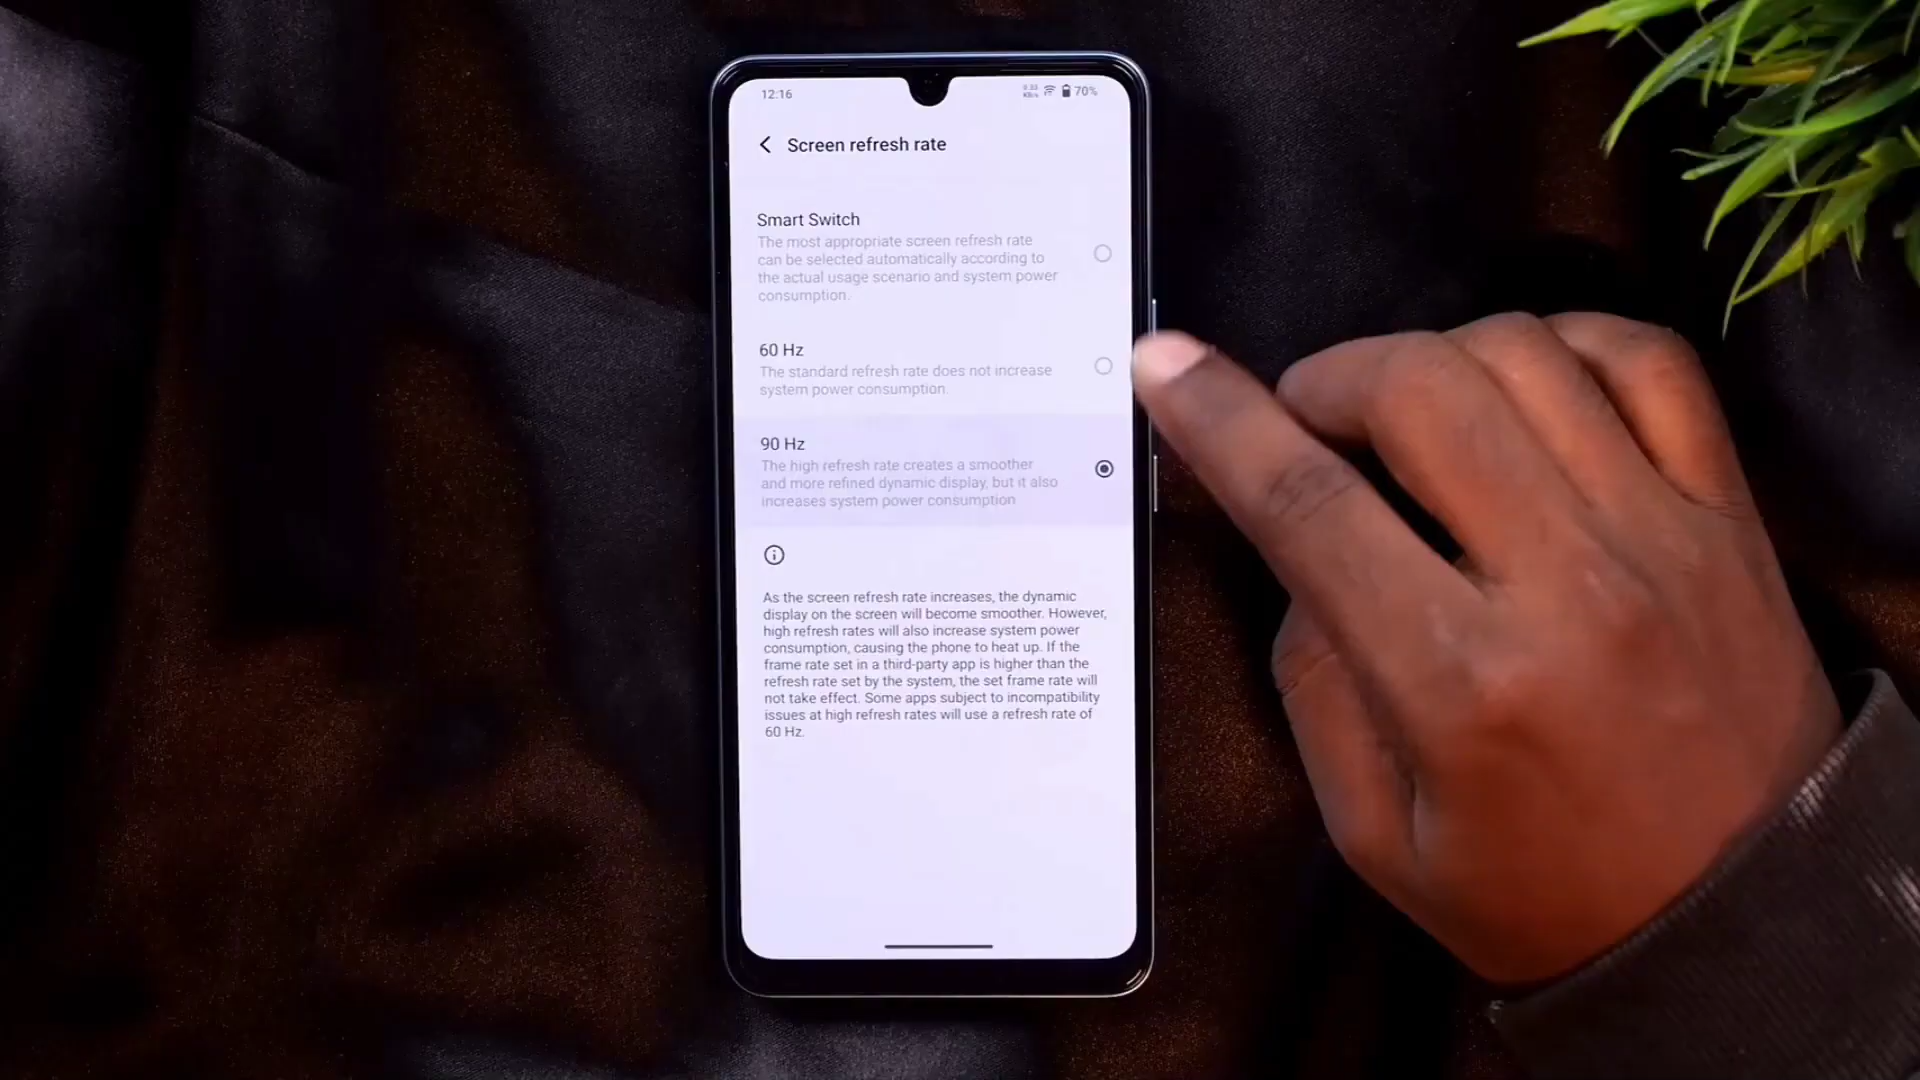 12:16
0.33
KB/s
70%
Screen refresh rate
Smart Switch
The most appropriate screen refresh rate
can be selected automatically according to
the actual usage scenario and system power
consumption.
60 Hz
The standard refresh rate does not increase
system power consumption.
90 Hz
The high refresh rate creates a smoother
and more refined dynamic display, but it also
increases system power consumption
As the screen refresh rate increases, the dynamic
display on the screen will become smoother. However,
high refresh rates will also increase system power
consumption, causing the phone to heat up. If the
frame rate set in a third-party app is higher than the
refresh rate set by the system, the set frame rate will
not take effect. Some apps subject to incompatibility
issues at high refresh rates will use a refresh rate of
60 Hz.